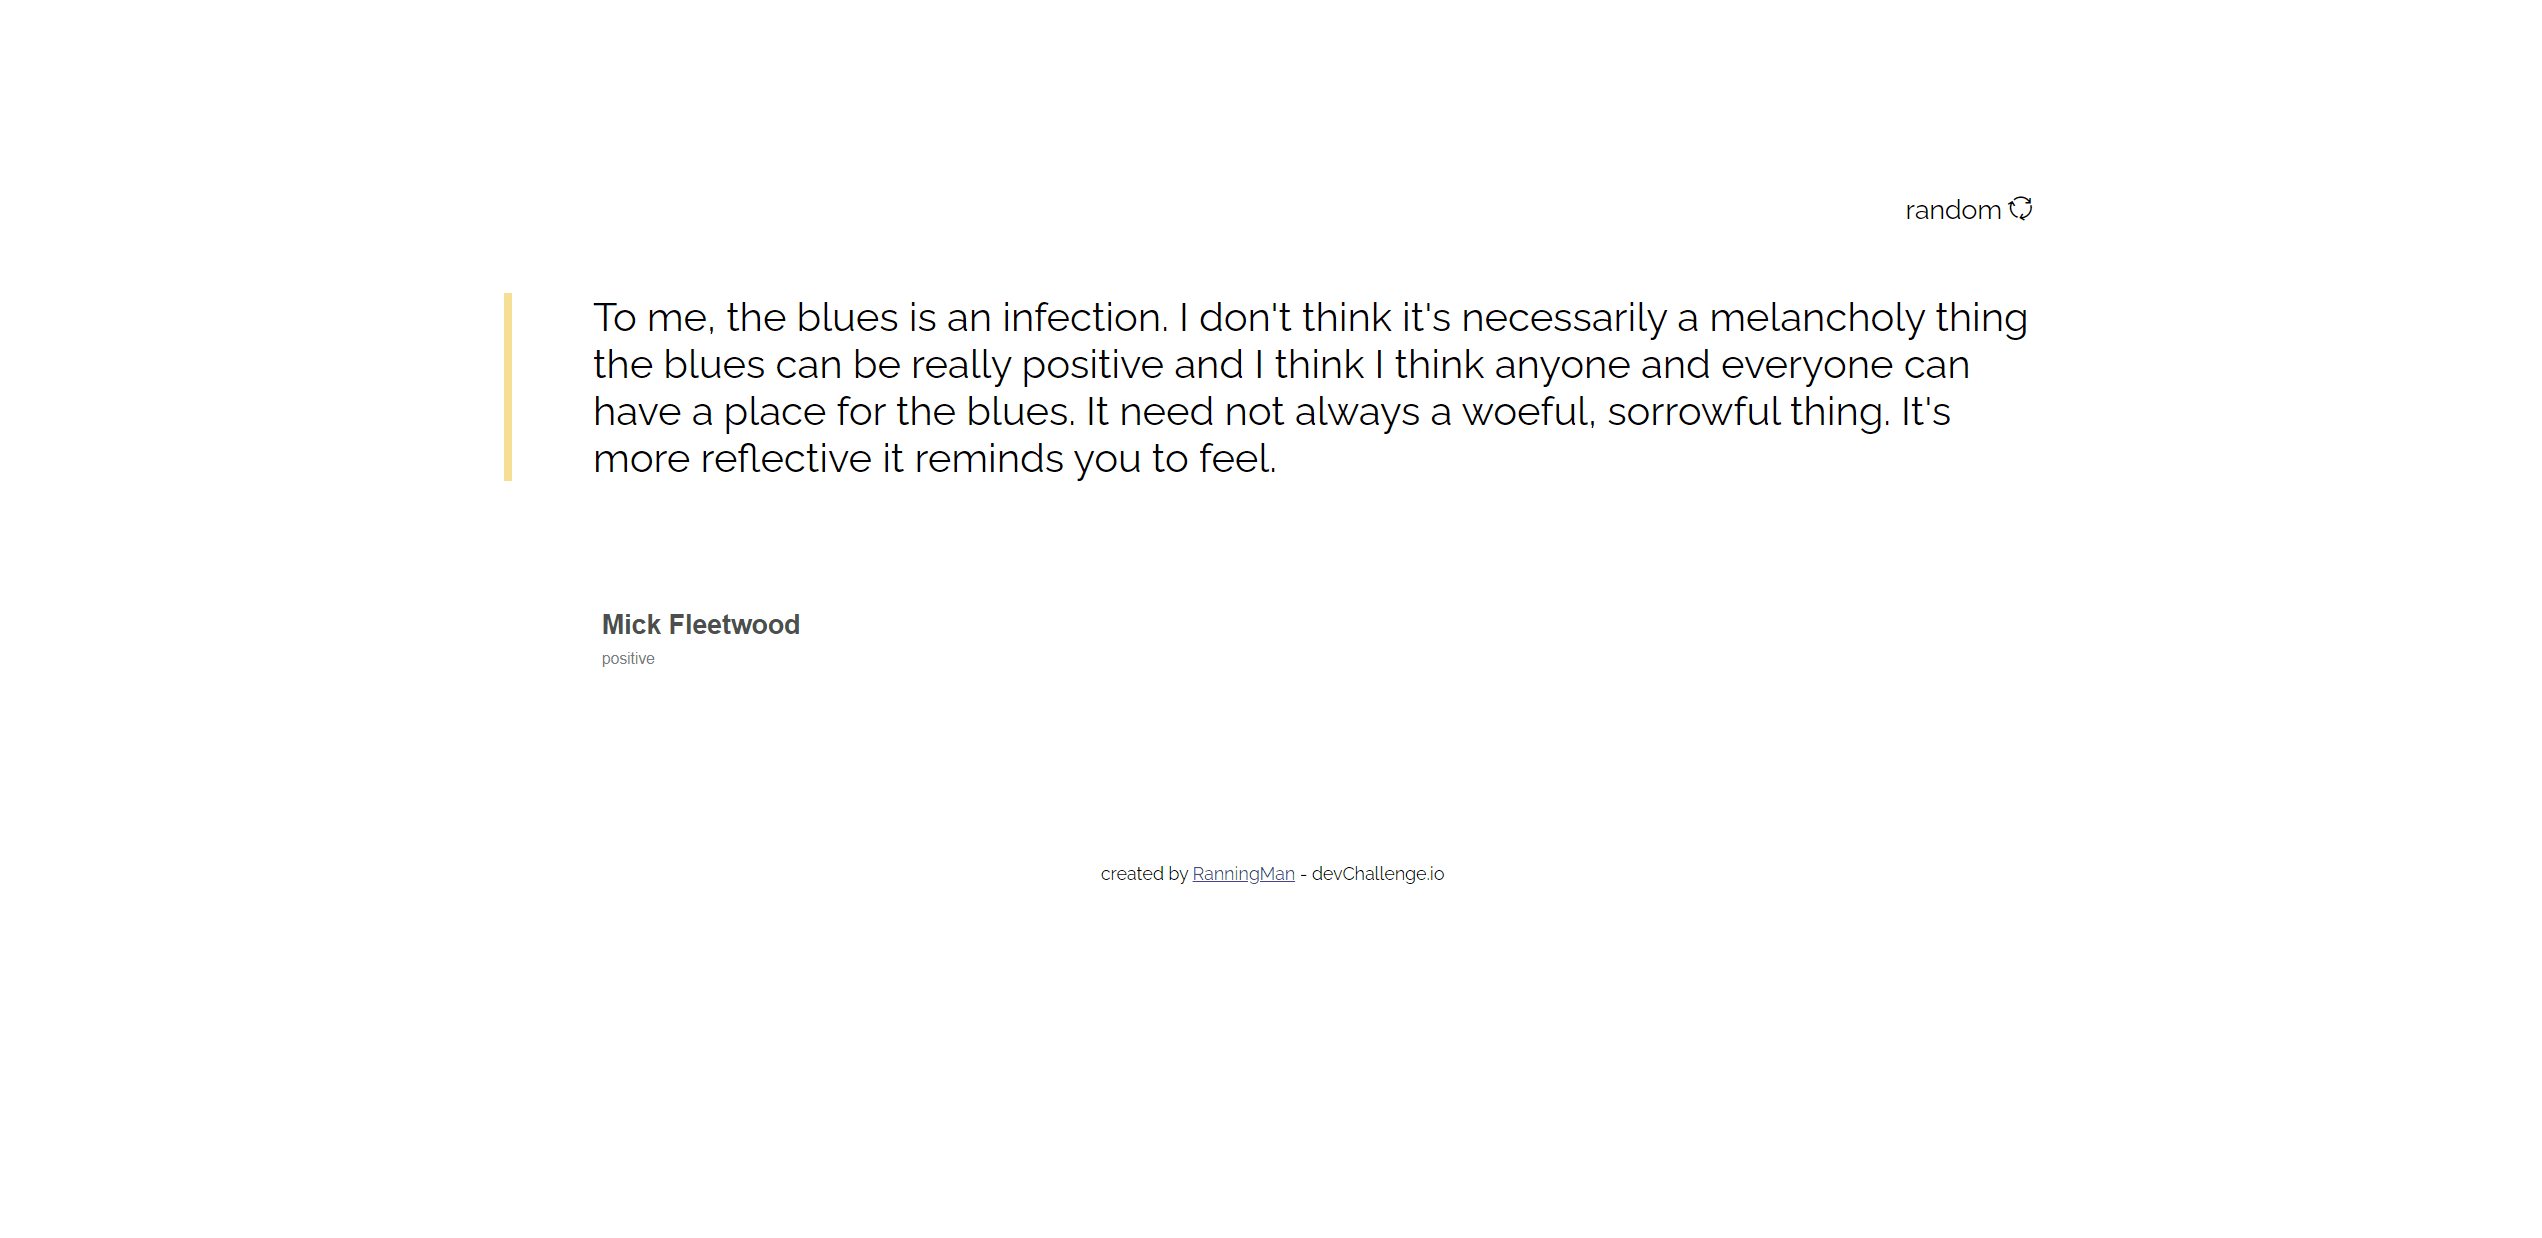 random
To me, the blues is an infection. I don't think it's necessarily a melancholy thing
the blues can be really positive and I think I think anyone and everyone can
have a place for the blues. It need not always a woeful, sorrowful thing. It's
more reflective it reminds you to feel.
Mick Fleetwood
positive
created by RanningMan - devChallenge.io